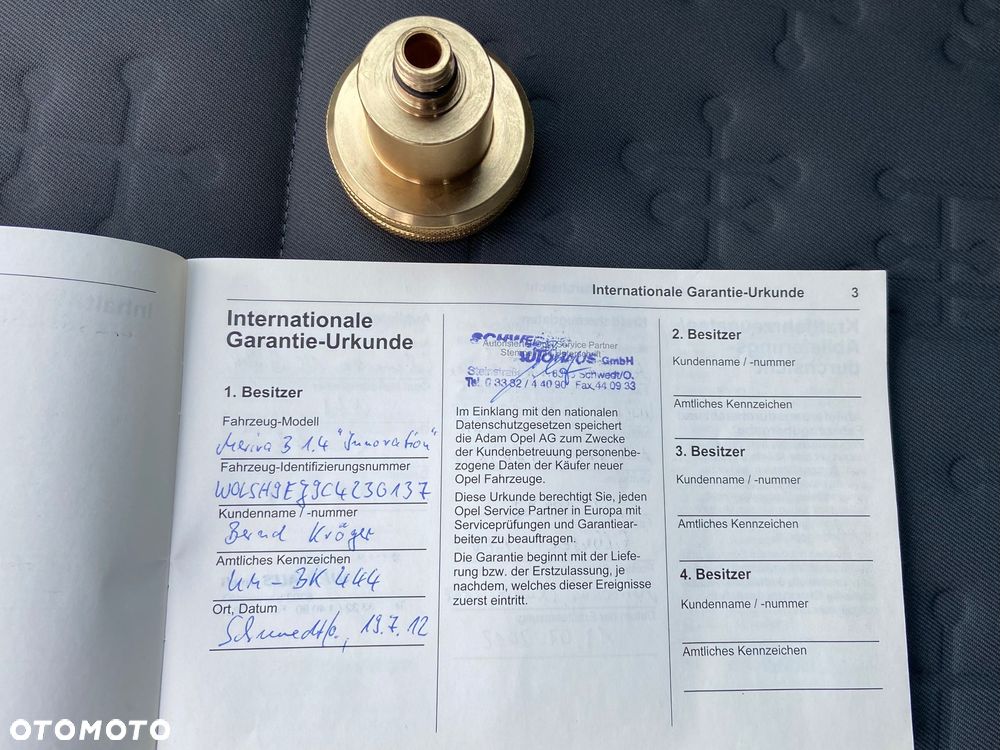 Internationale Garantie-Urkunde 3
Internationale
Garantie-Urkunde
1. Besitzer
Fahrzeug-Modell
Meriva B 1.4 "Innovation"
Fahrzeug-Identifizierungsnummer
Kundenname / -nummer
Bernd Kröger
Amtliches Kennzeichen
UM-BK 444
Ort, Datum
Schwedt/O., 19.7.12
Autorisierter Opel Service Partner
GmbH
Schwedt/O.
Tel. 0 33 32 / 4 40 90 Fax 44 09 33
Im Einklang mit den nationalen
Datenschutzgesetzen speichert
die Adam Opel AG zum Zwecke
der Kundenbetreuung personenbe-
zogene Daten der Käufer neuer
Opel Fahrzeuge.
Diese Urkunde berechtigt Sie, jeden
Opel Service Partner in Europa mit
Serviceprüfungen und Garantiear-
beiten zu beauftragen.
Die Garantie beginnt mit der Liefe-
rung bzw. der Erstzulassung, je
nachdem, welches dieser Ereignisse
zuerst eintritt.
2. Besitzer
Kundenname / -nummer
Amtliches Kennzeichen
3. Besitzer
Kundenname / -nummer
Amtliches Kennzeichen
4. Besitzer
Kundenname / -nummer
Amtliches Kennzeichen
OTOMOTO